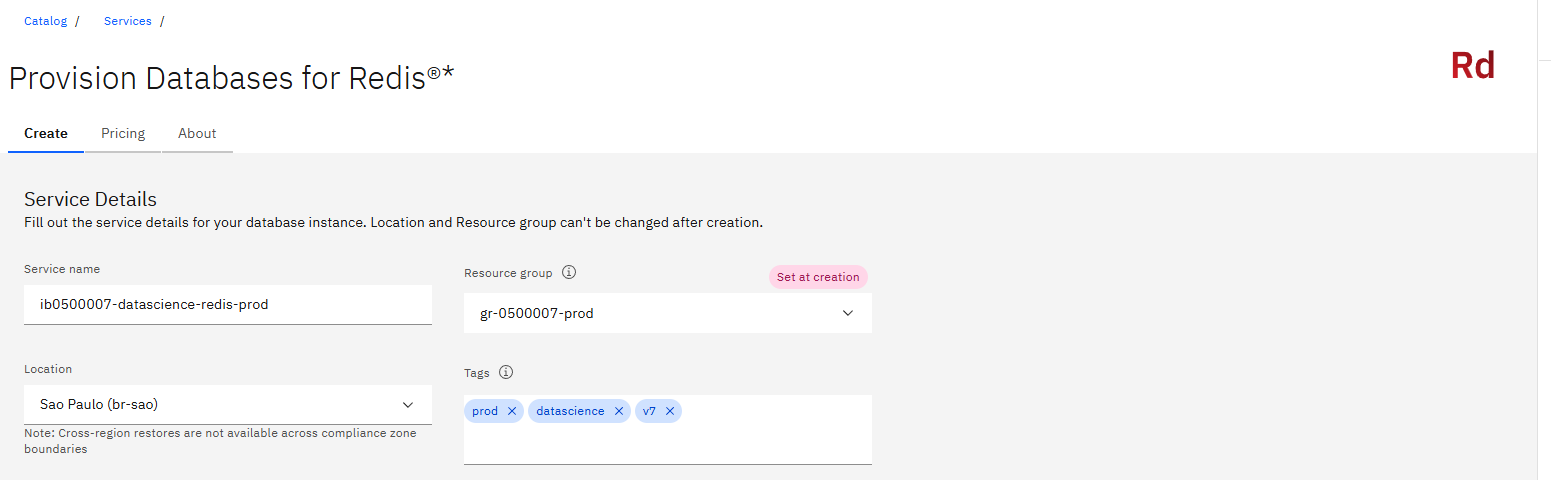 Catalog / Services /
Provision Databases for Redis®*
Rd
Create Pricing About
Service Details
Fill out the service details for your database instance. Location and Resource group can't be changed after creation.
Service name
ib0500007-datascience-redis-prod
Resource group
Set at creation
gr-0500007-prod
Location
Sao Paulo (br-sao)
Note: Cross-region restores are not available across compliance zone
boundaries
Tags
prod × datascience × v7 ×